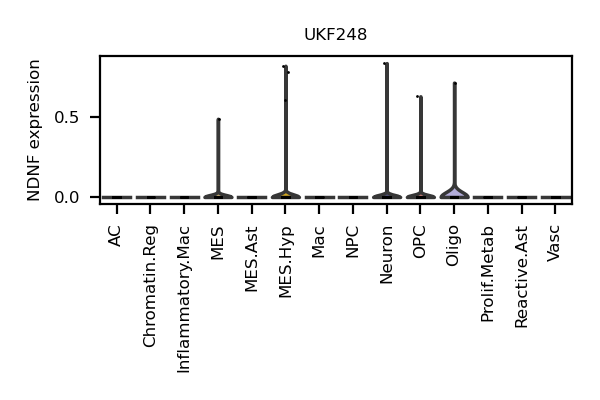 UKF248
NDNF expression
0.5
0.0
AC
Chromatin.Reg
Inflammatory.Mac
MES
MES.Ast
MES.Hyp
Mac
NPC
Neuron
OPC
Oligo
Prolif.Metab
Reactive.Ast
Vasc